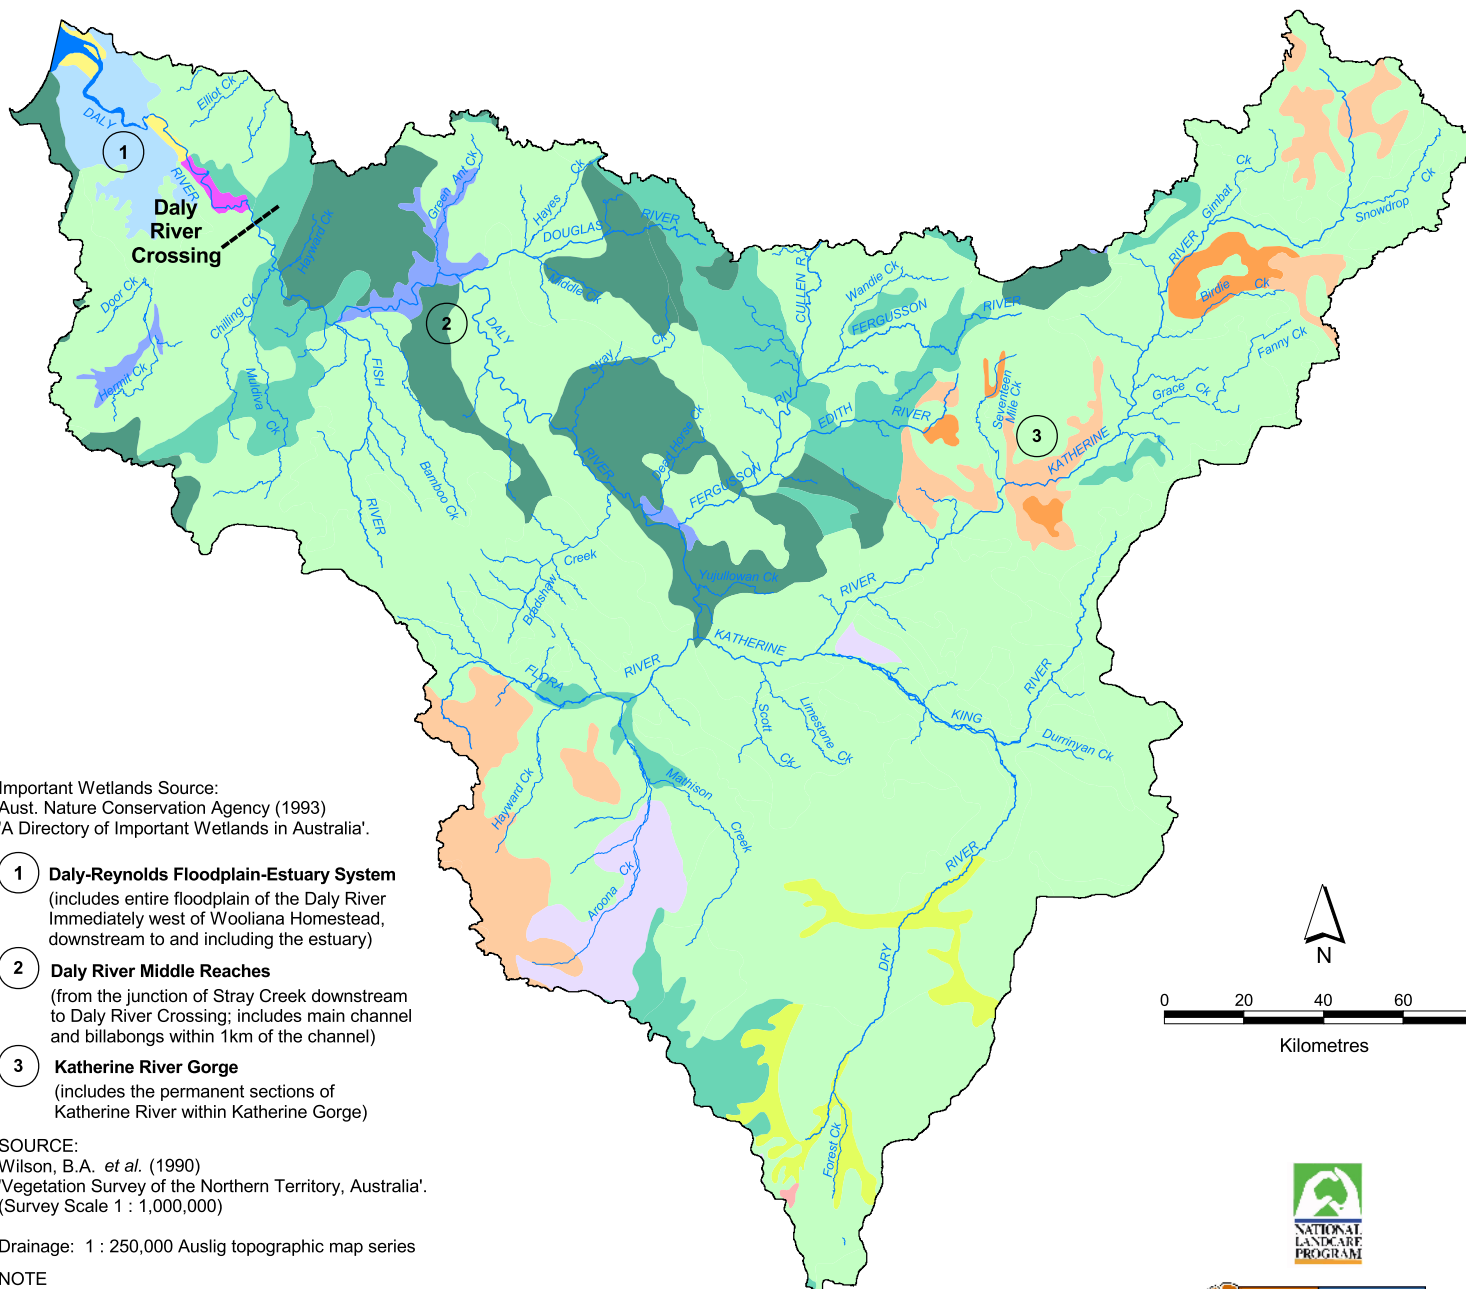 Elliot Ck
DALY
1
RIVER
Daly
River
Crossing
Hayward Ck
Green Ant Ck
Hayes
Ck
DOUGLAS
RIVER
Middle Ck
Door Ck
Chilling Ck
2
DALY
Hermit Ck
Muldiva
Ck
FISH
RIVER
Bamboo Ck
Stray
Ck
RIVER
Dead Horse Ck
FERGUSSON
RIV
CULLEN R
Wandie Ck
FERGUSSON
RIVER
EDITH
RIVER
Seventeen
Mile Ck
3
KATHERINE
Gimbat
Ck
RIVER
Snowdrop
Ck
Birdie
Ck
Fanny Ck
Grace
Ck
Creek
Bradshaw
Yujullowan Ck
RIVER
KATHERINE
RIVER
FLORA
Scott
Ck
Limestone
Ck
KING
RIVER
Durrinyan Ck
Hayward Ck
Mathison
Creek
Aroona
Ck
RIVER
DRY
Forest Ck
Important Wetlands Source:
Aust. Nature Conservation Agency (1993)
'A Directory of Important Wetlands in Australia'.
1
Daly-Reynolds Floodplain-Estuary System
(includes entire floodplain of the Daly River
Immediately west of Wooliana Homestead,
downstream to and including the estuary)
2
Daly River Middle Reaches
(from the junction of Stray Creek downstream
to Daly River Crossing; includes main channel
and billabongs within 1km of the channel)
3
Katherine River Gorge
(includes the permanent sections of
Katherine River within Katherine Gorge)
SOURCE:
Wilson, B.A. et al. (1990)
'Vegetation Survey of the Northern Territory, Australia'.
(Survey Scale 1 : 1,000,000)
Drainage: 1 : 250,000 Auslig topographic map series
NOTE
N
0 20 40 60
Kilometres
NATIONAL
LANDCARE
PROGRAM